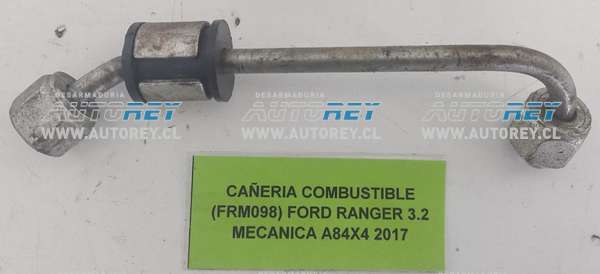 DESARMADURIA DESARMADURIA DESARMADURIA
AUTOREY AUTOREY AUTOREY
WWW.AUTOREY.CL WWW.AUTOREY.CL WWW.AUTOREY.CL
CAÑERIA COMBUSTIBLE
(FRM098) FORD RANGER 3.2
MECANICA A84X4 2017